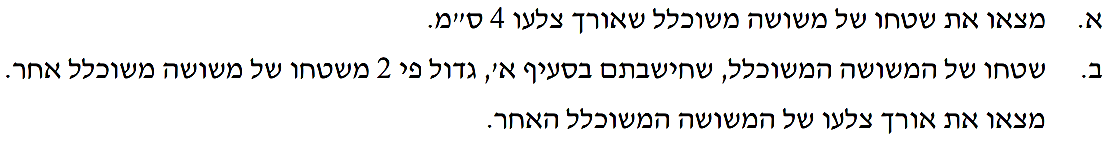 א. מצאו את שטחו של משושה משוכלל שאורך צלעו 4 ס״מ.
ב. שטחו של המשושה המשוכלל, שחישבתם בסעיף א׳, גדול פי 2 משטחו של משושה משוכלל אחר.
מצאו את אורך צלעו של המשושה המשוכלל האחר.